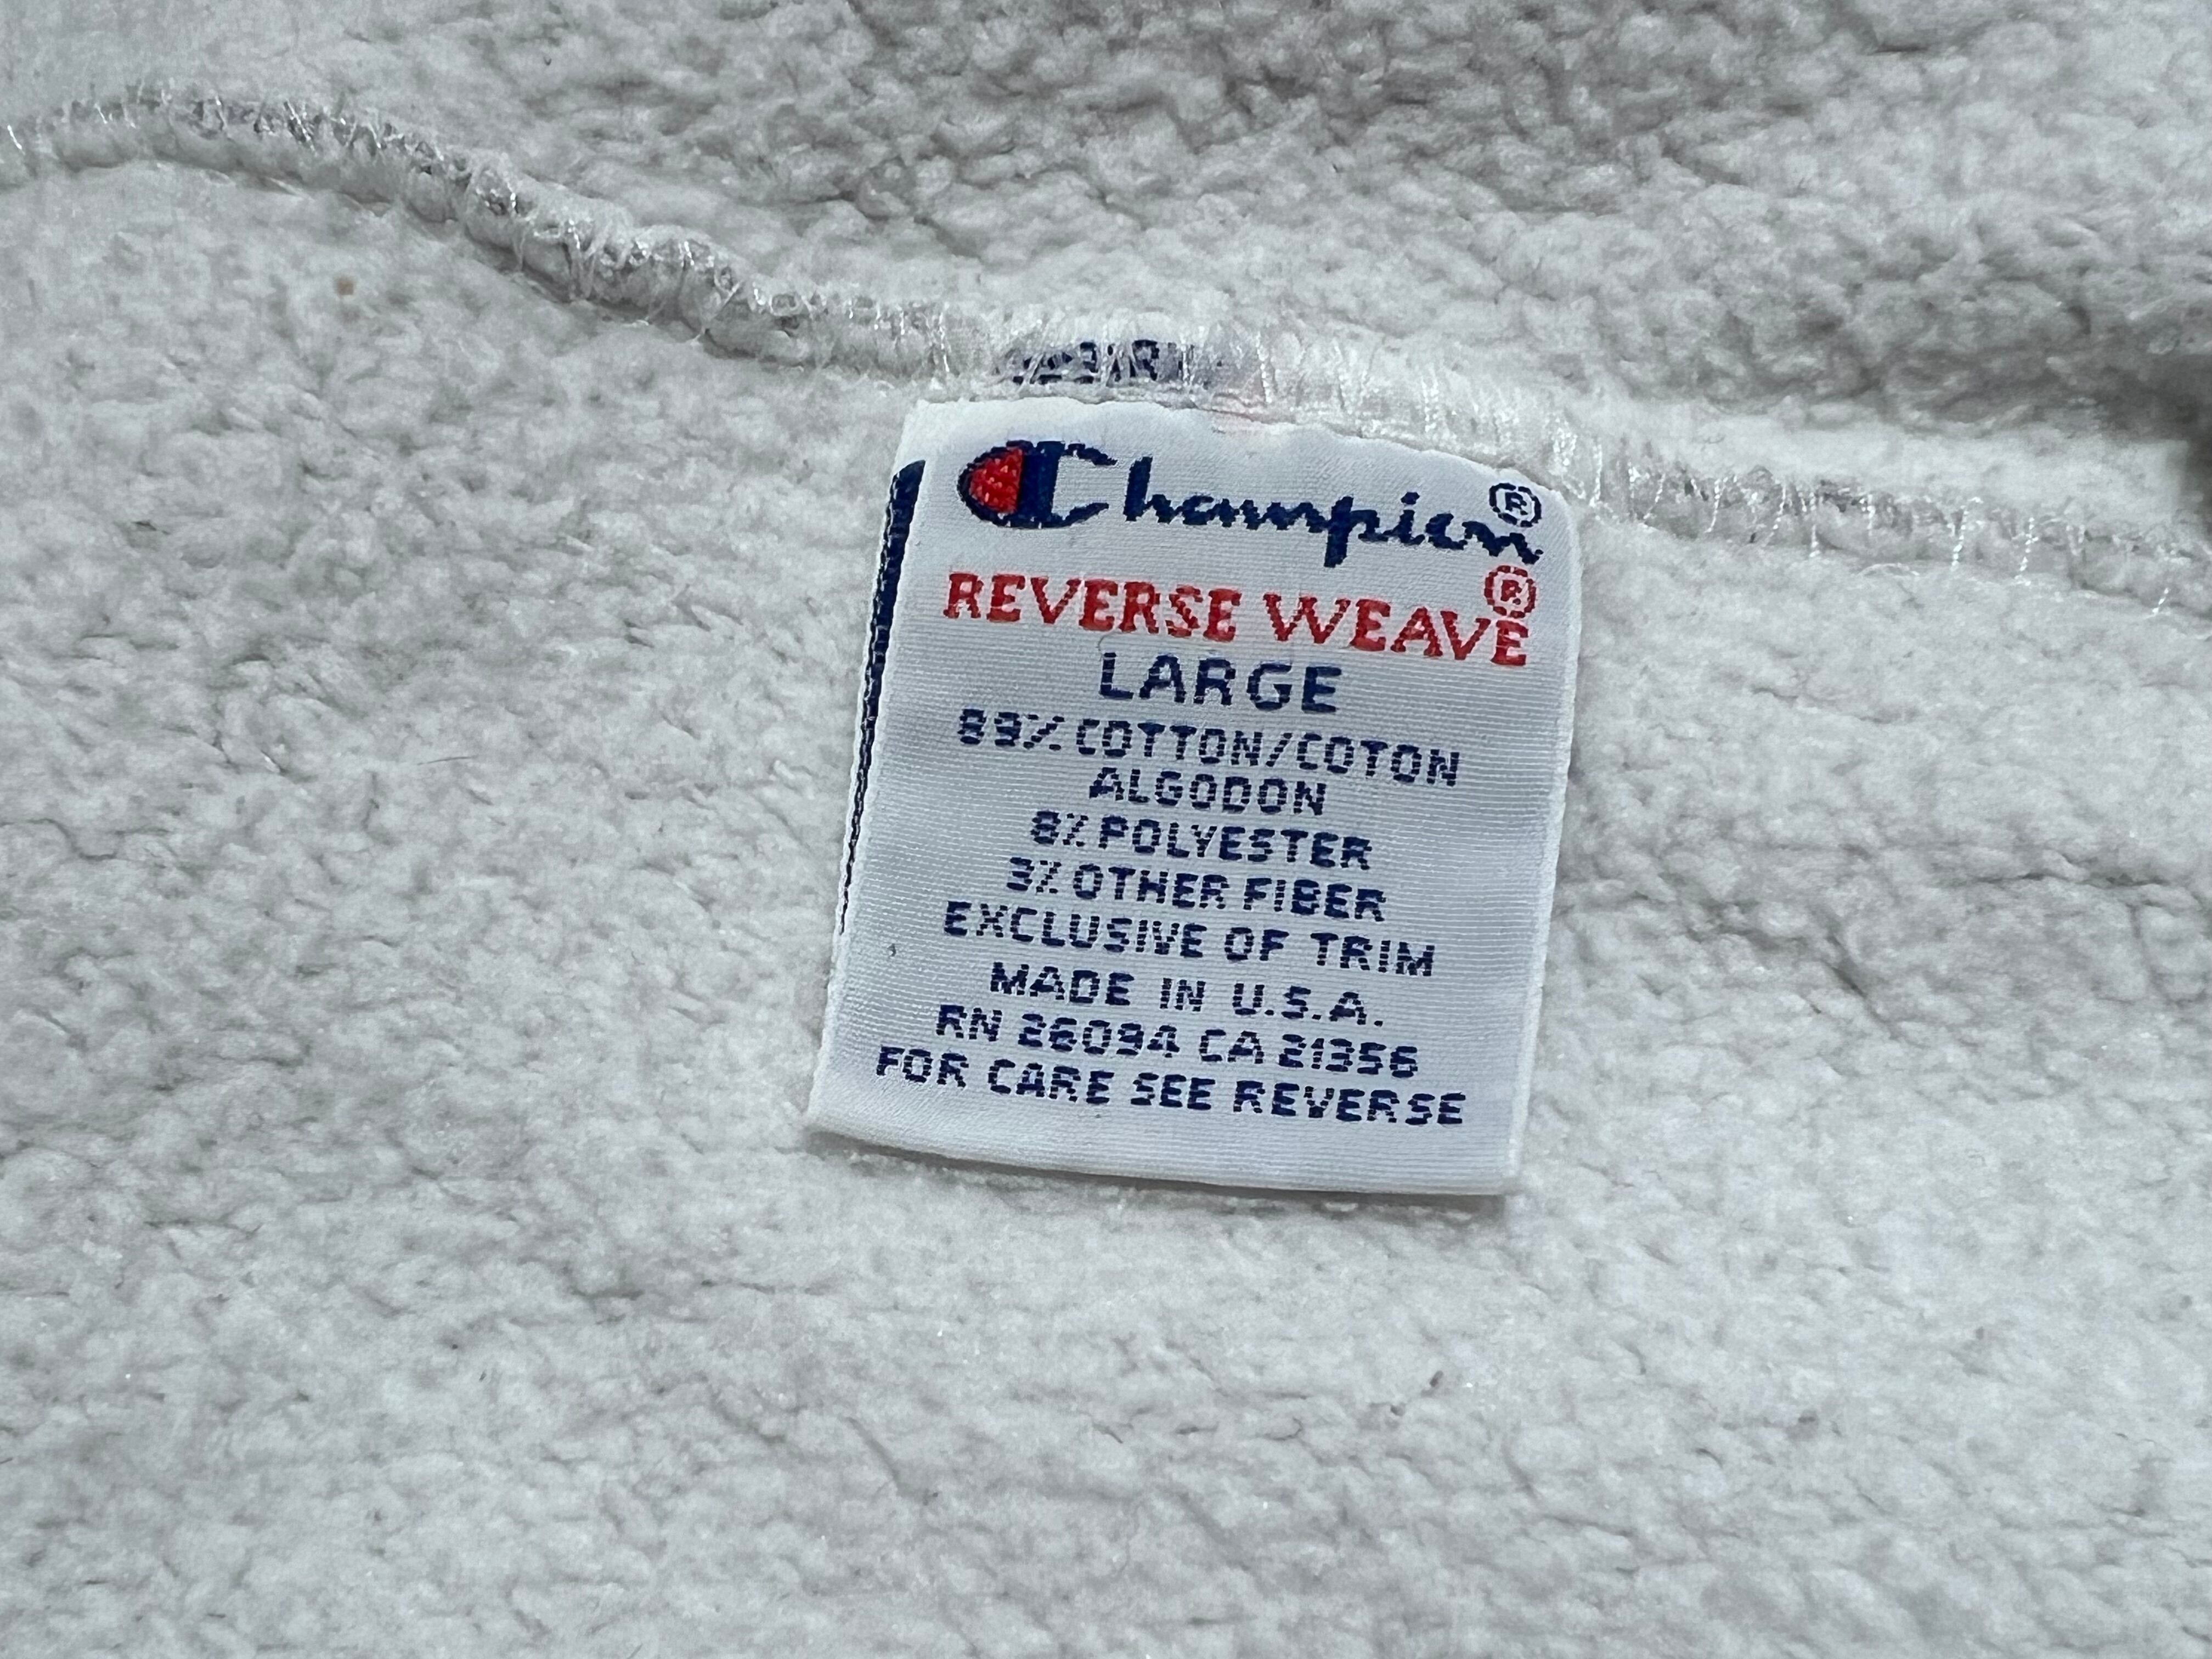 Champion®
REVERSE WEAVE®
LARGE
89% COTTON/COTON
ALGODON
8% POLYESTER
3% OTHER FIBER
EXCLUSIVE OF TRIM
MADE IN U.S.A.
RN 26094 CA 21356
FOR CARE SEE REVERSE